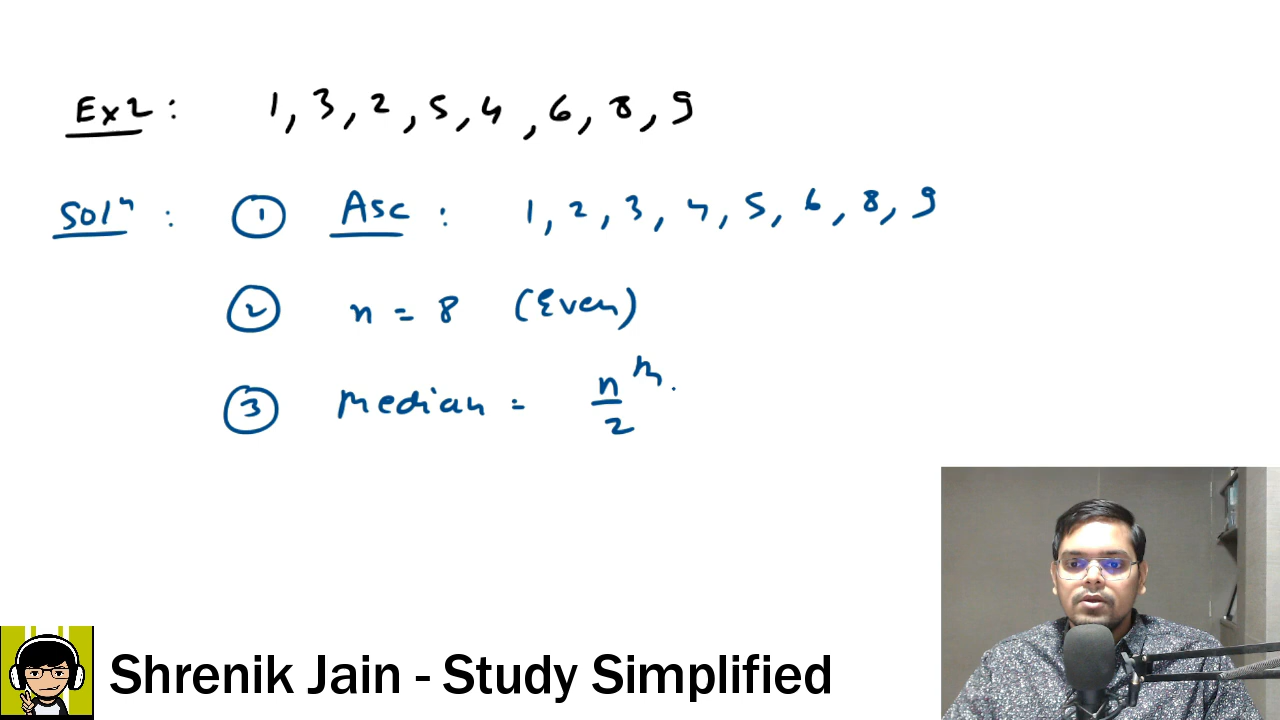 Ex2 : 1, 3, 2, 5, 4, 6, 8, 9
Solⁿ : ① Asc : 1, 2, 3, 4, 5, 6, 8, 9
② n = 8 (Even)
③ Median = n/2 th.
Shrenik Jain - Study Simplified